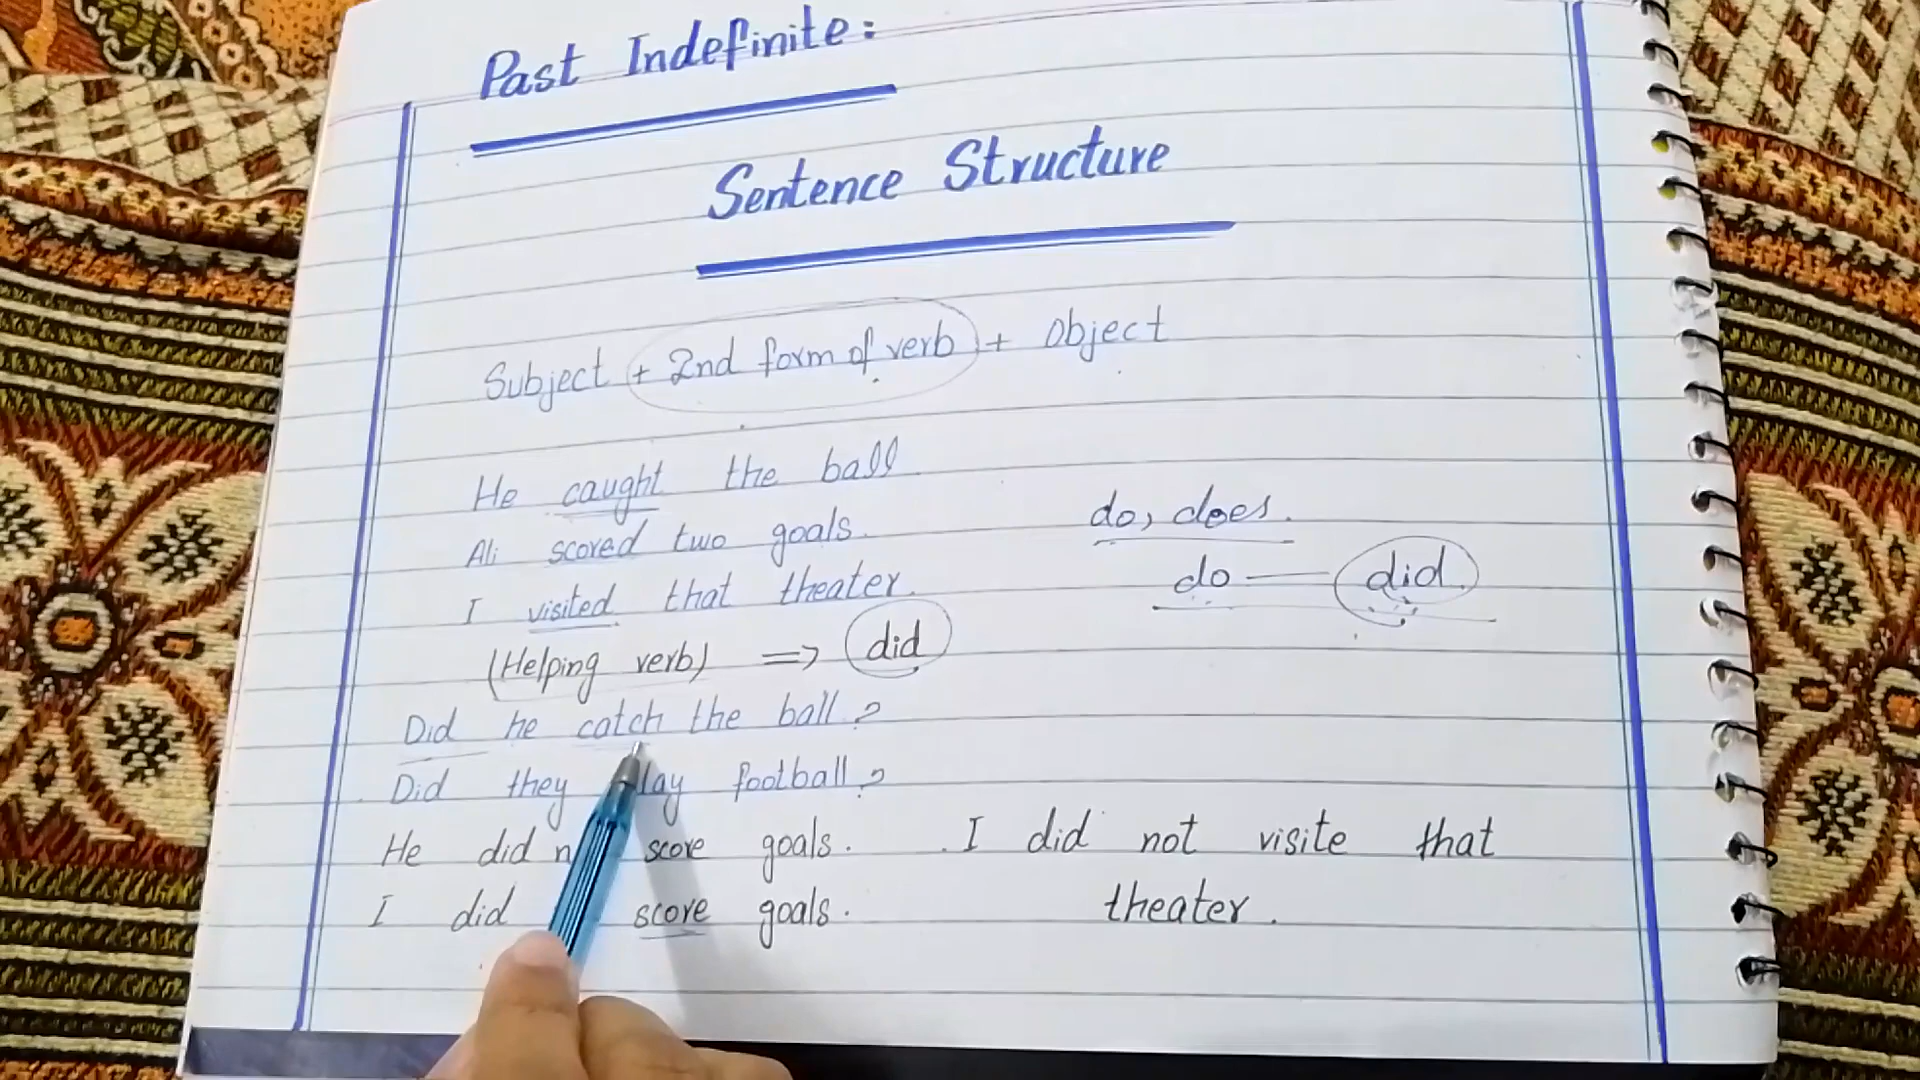 Past Indefinite:
Sentence Structure
Subject + 2nd form of verb + Object
He caught the ball
Ali scored two goals.
do, does.
I visited that theater.
do — did.
(Helping verb) => did
Did he catch the ball?
Did they lay football?
He did n score goals.
I did not visite that
I did score goals.
theater.